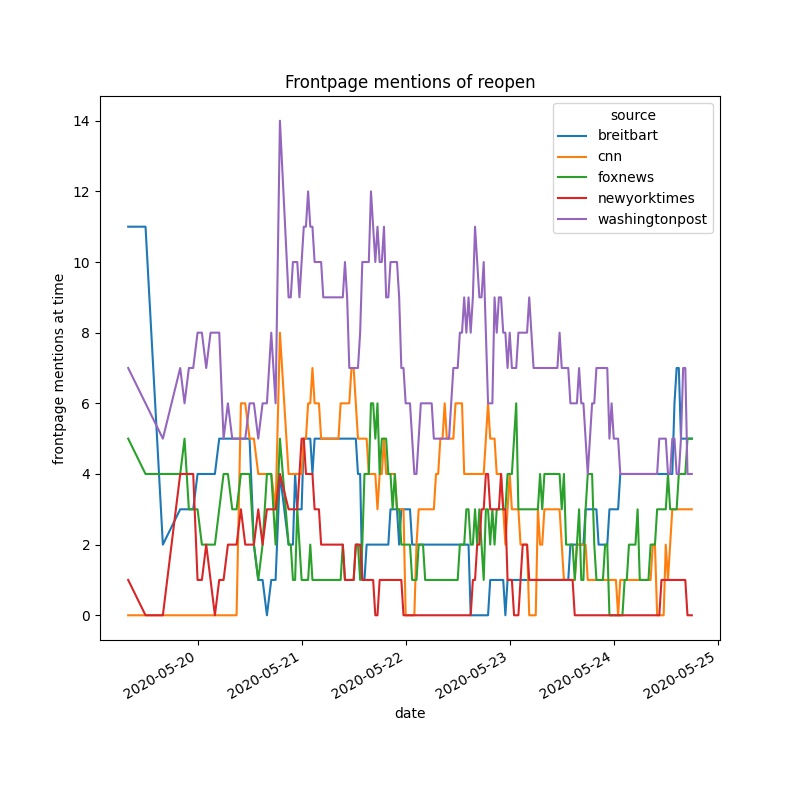 Frontpage mentions of reopen
source
breitbart
cnn
foxnews
newyorktimes
washingtonpost
frontpage mentions at time
14
12
10
8
6
4
2
0
2020-05-20
2020-05-21
2020-05-22
2020-05-23
2020-05-24
2020-05-25
date